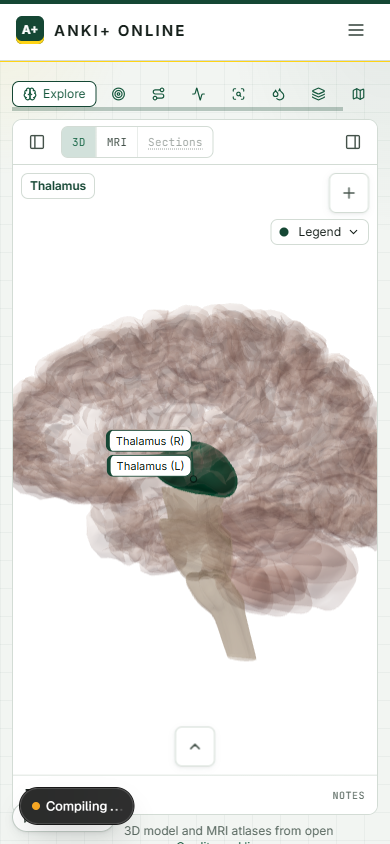 A+ ANKI+ ONLINE
Explore
3D MRI Sections
Thalamus
Legend
Thalamus (R)
Thalamus (L)
Compiling ...
NOTES
3D model and MRI atlases from open